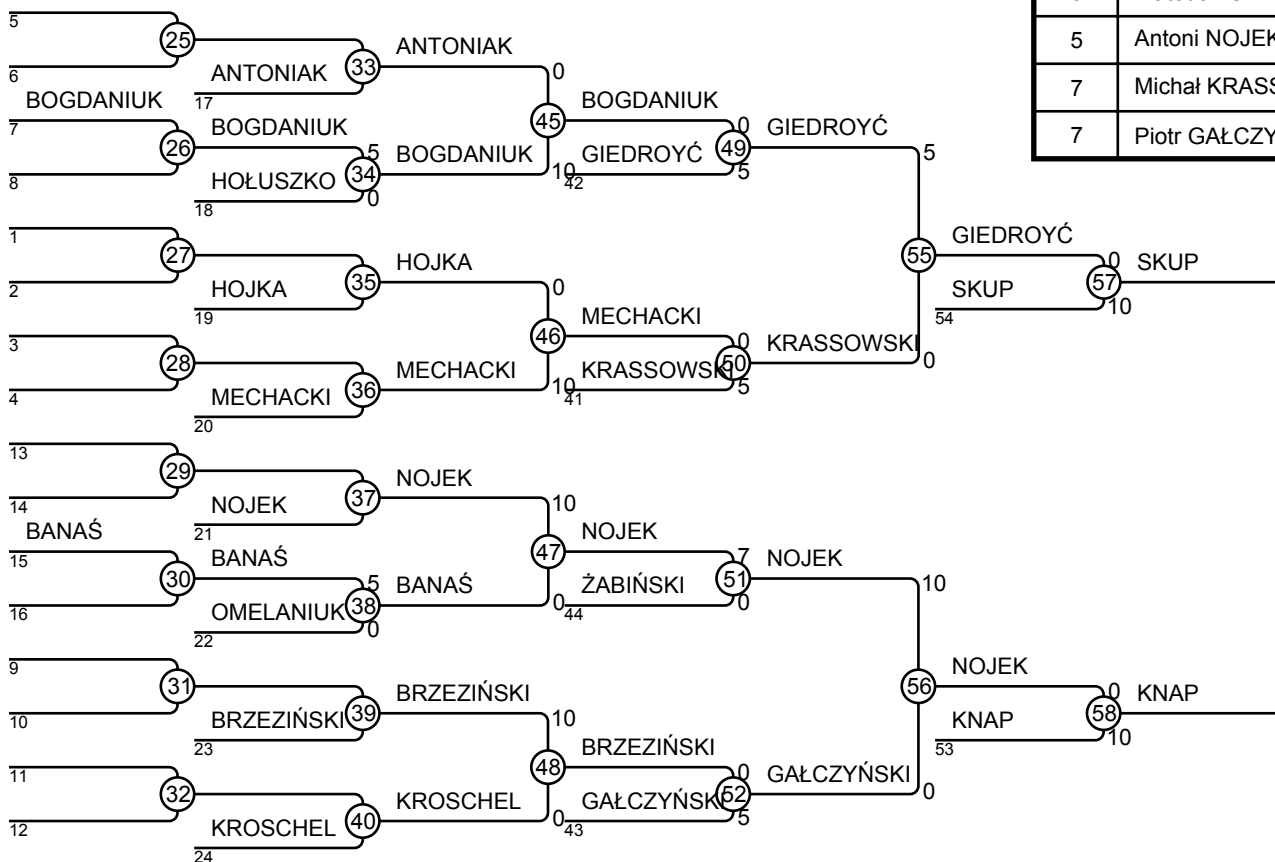 5
25
ANTONIAK
6
ANTONIAK
33
0
17
BOGDANIUK
BOGDANIUK
7
BOGDANIUK
45
0
GIEDROYĆ
26
5
BOGDANIUK
GIEDROYĆ
49
8
HOŁUSZKO
34
10
42
5
5
18
0
1
GIEDROYĆ
27
HOJKA
55
0
SKUP
2
HOJKA
35
0
SKUP
57
19
MECHACKI
54
10
3
46
0
KRASSOWSKI
28
MECHACKI
KRASSOWSKI
50
4
MECHACKI
36
10
41
5
0
20
13
29
NOJEK
14
NOJEK
37
10
21
BANAŚ
NOJEK
15
BANAŚ
47
7
NOJEK
30
5
BANAŚ
ŻABIŃSKI
51
10
16
OMELANIUK
38
0
44
0
22
0
9
NOJEK
31
BRZEZIŃSKI
56
0
KNAP
10
BRZEZIŃSKI
39
10
KNAP
58
23
BRZEZIŃSKI
53
10
11
48
0
GAŁCZYŃSKI
32
KROSCHEL
GAŁCZYŃSKI
52
0
12
KROSCHEL
40
0
43
5
24
5
Antoni NOJEK
7
Michał KRASS
7
Piotr GAŁCZY